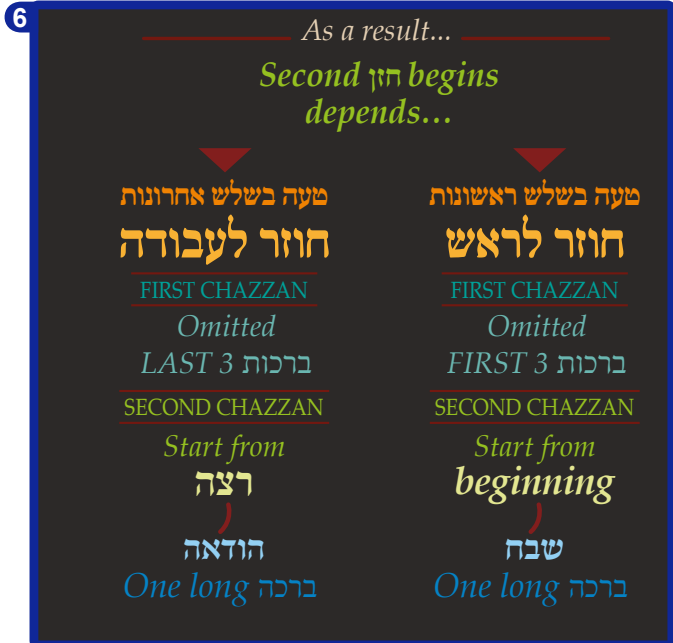 6
As a result...
Second חזן begins
depends...
טעה בשלש ראשונות
חוזר לראש
FIRST CHAZZAN
Omitted
FIRST 3 ברכות
SECOND CHAZZAN
Start from
beginning
שבח
One long ברכה
טעה בשלש אחרונות
חוזר לעבודה
FIRST CHAZZAN
Omitted
LAST 3 ברכות
SECOND CHAZZAN
Start from
רצה
הודאה
One long ברכה